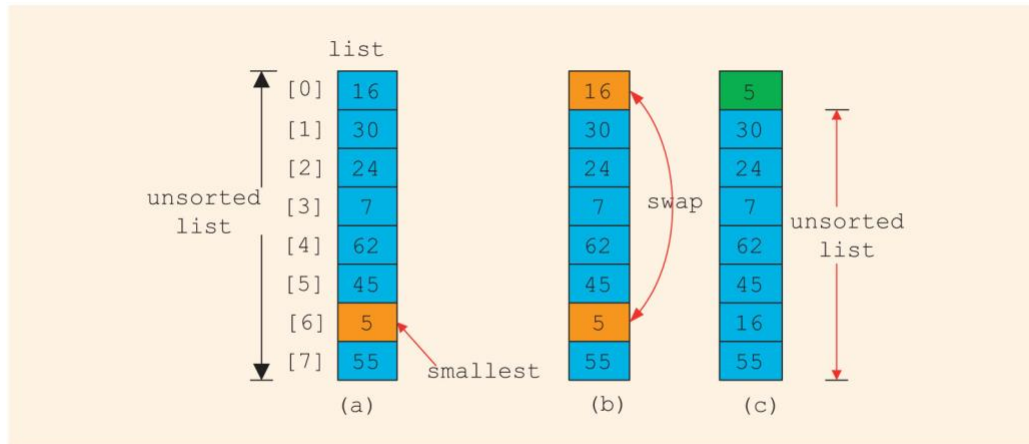 list
[0] 16 16 5
[1] 30 30 30
[2] 24 24 24
[3] 7 7 7
[4] 62 62 62
[5] 45 45 45
[6] 5 5 16
[7] 55 55 55
unsorted
list
smallest
swap
unsorted
list
(a) (b) (c)